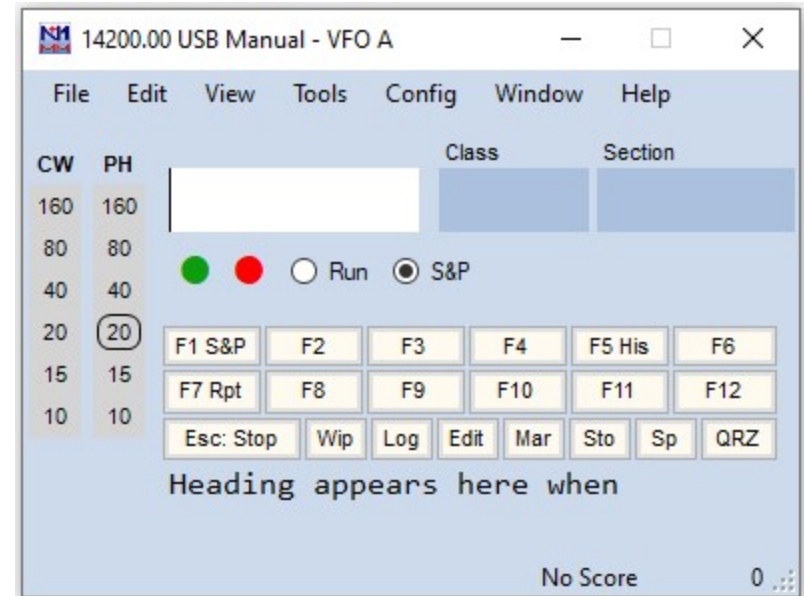 N1 MM 14200.00 USB Manual - VFO A
File Edit View Tools Config Window Help
Class Section
CW PH
160 160
80 80
Run S&P
40 40
20 20
F1 S&P F2 F3 F4 F5 His F6
15 15
F7 Rpt F8 F9 F10 F11 F12
10 10
Esc: Stop Wip Log Edit Mar Sto Sp QRZ
Heading appears here when
No Score 0